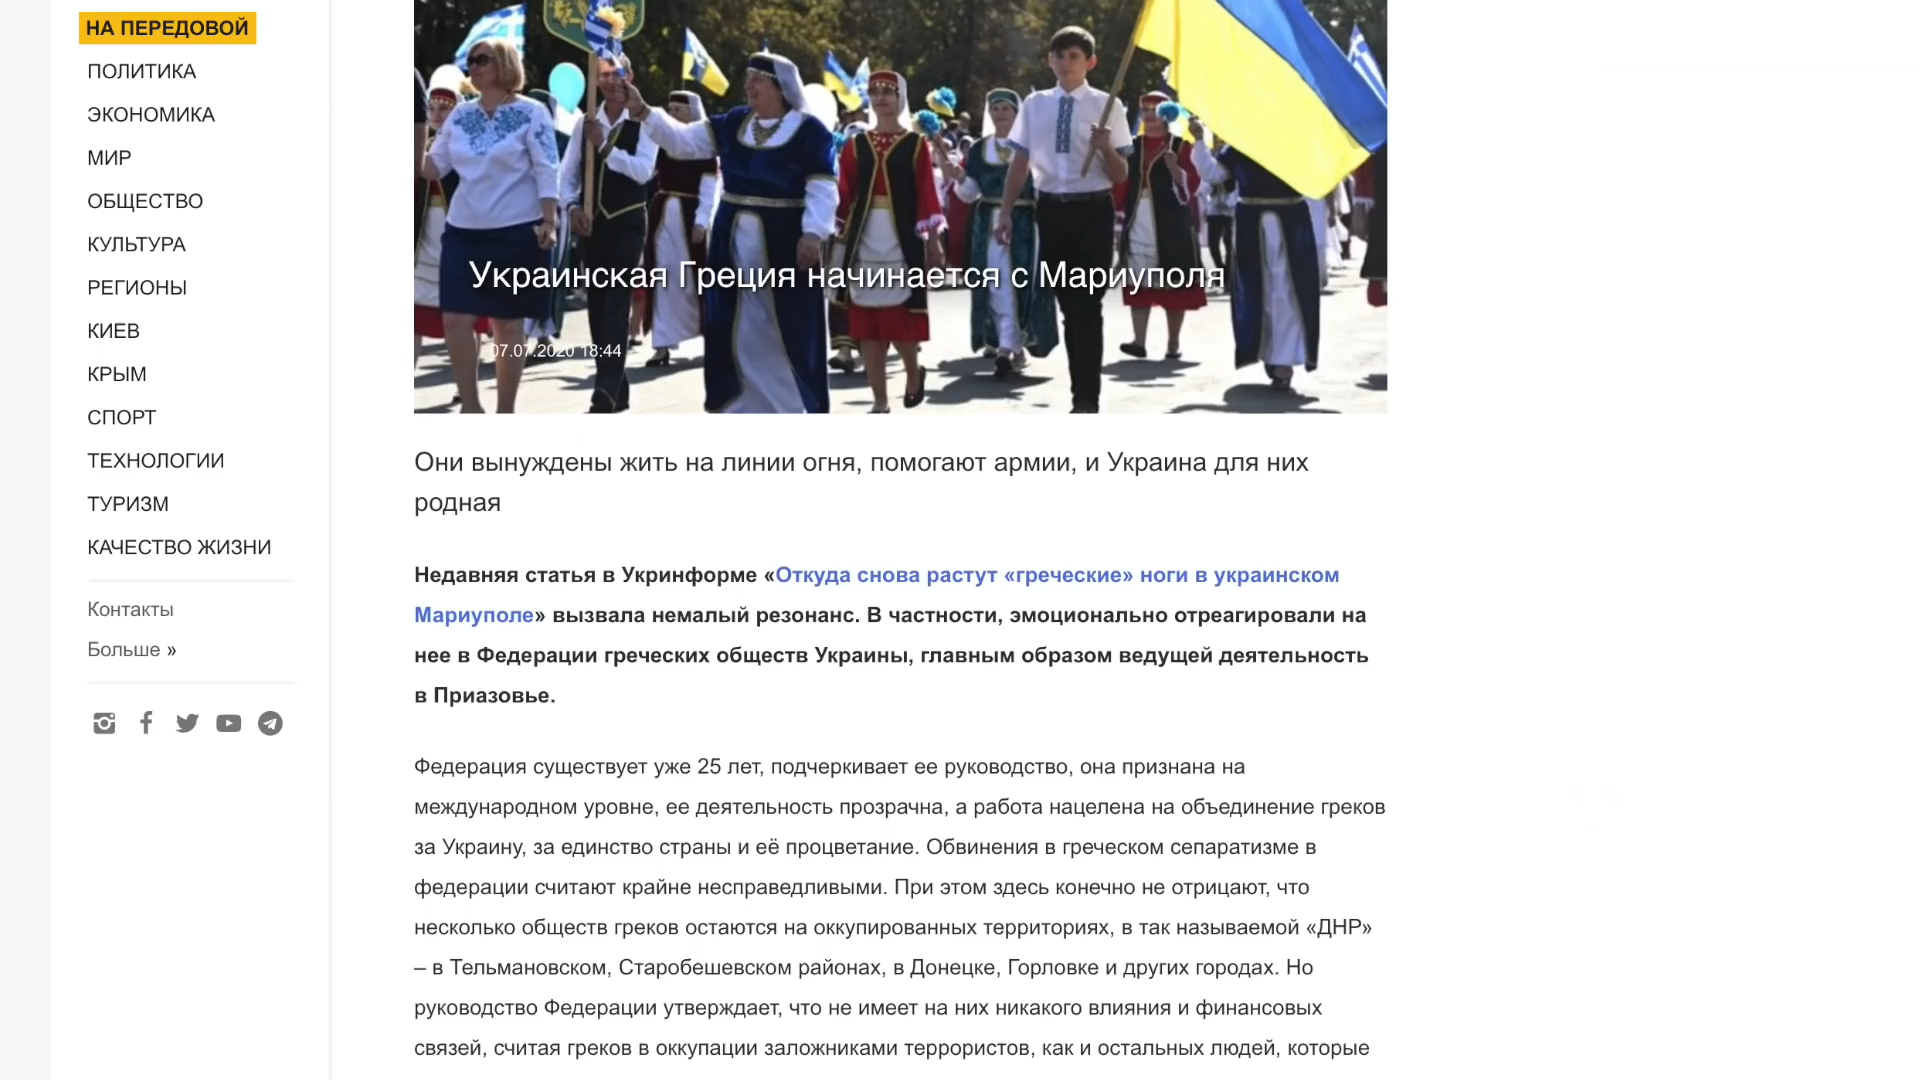 НА ПЕРЕДОВОЙ
ПОЛИТИКА
ЭКОНОМИКА
МИР
ОБЩЕСТВО
КУЛЬТУРА
РЕГИОНЫ
КИЕВ
КРЫМ
СПОРТ
ТЕХНОЛОГИИ
ТУРИЗМ
КАЧЕСТВО ЖИЗНИ
Контакты
Больше »
Украинская Греция начинается с Мариуполя
07.07.2020 18:44
Они вынуждены жить на линии огня, помогают армии, и Украина для них
родная
Недавняя статья в Укринформе «Откуда снова растут «греческие» ноги в украинском
Мариуполе» вызвала немалый резонанс. В частности, эмоционально отреагировали на
нее в Федерации греческих обществ Украины, главным образом ведущей деятельность
в Приазовье.
Федерация существует уже 25 лет, подчеркивает ее руководство, она признана на
международном уровне, ее деятельность прозрачна, а работа нацелена на объединение греков
за Украину, за единство страны и её процветание. Обвинения в греческом сепаратизме в
федерации считают крайне несправедливыми. При этом здесь конечно не отрицают, что
несколько обществ греков остаются на оккупированных территориях, в так называемой «ДНР»
– в Тельмановском, Старобешевском районах, в Донецке, Горловке и других городах. Но
руководство Федерации утверждает, что не имеет на них никакого влияния и финансовых
связей, считая греков в оккупации заложниками террористов, как и остальных людей, которые